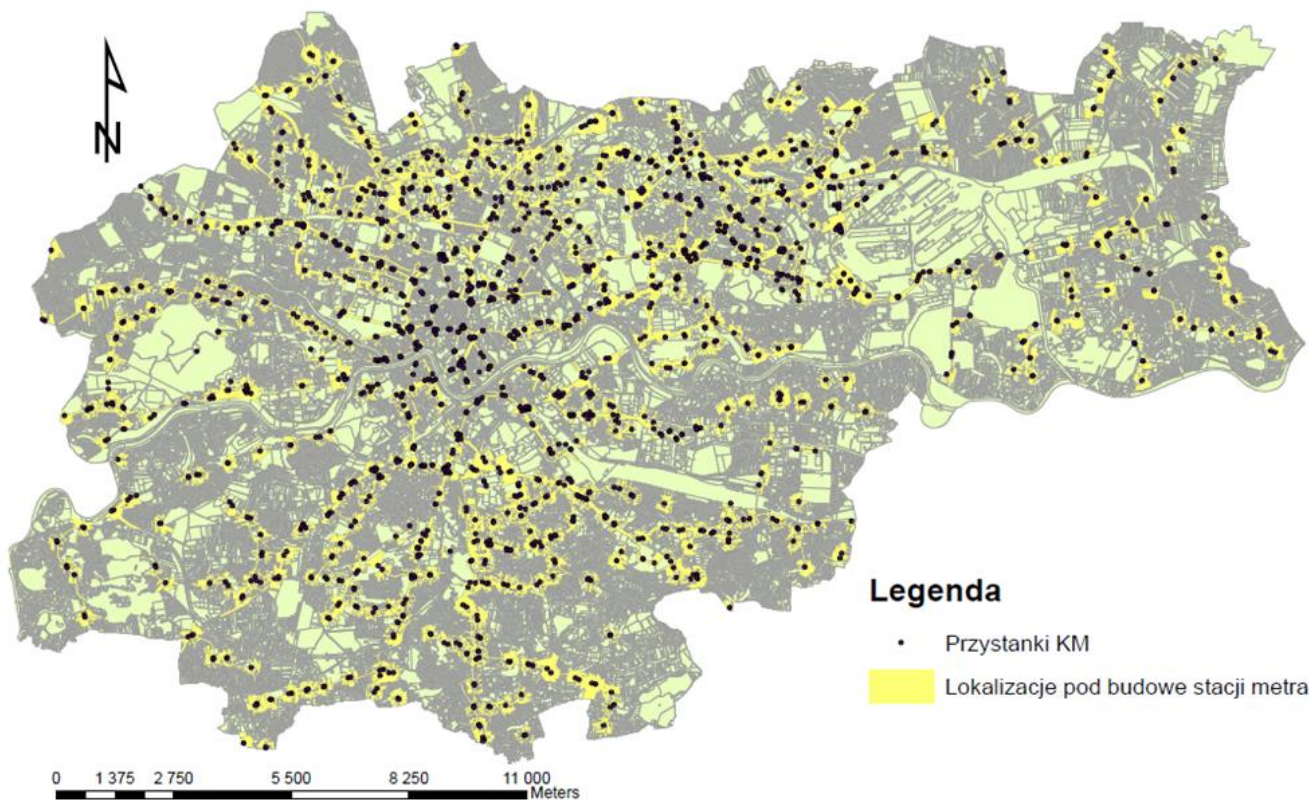 N
Legenda
Przystanki KM
Lokalizacje pod budowe stacji metra
0 1 375 2 750 5 500 8 250 11 000
Meters